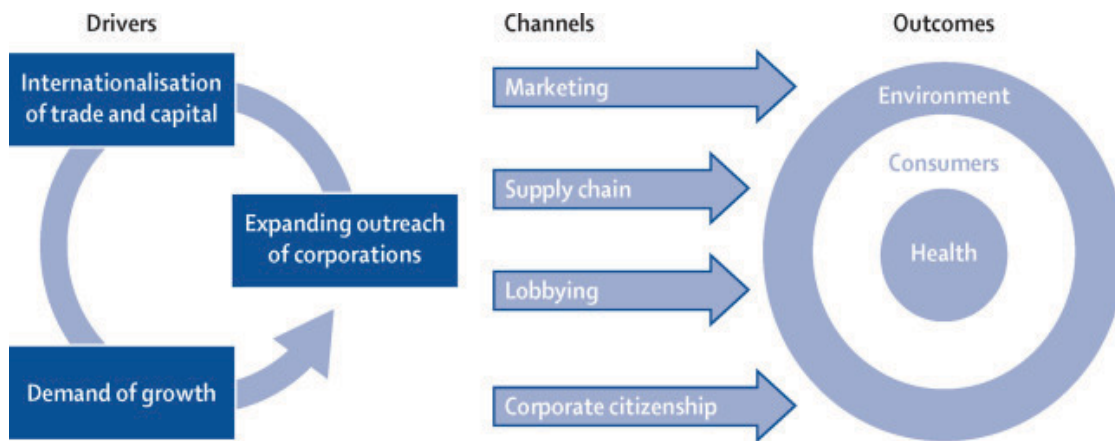 Drivers
Internationalisation
of trade and capital
Expanding outreach
of corporations
Demand of growth
Channels
Marketing
Supply chain
Lobbying
Corporate citizenship
Outcomes
Environment
Consumers
Health